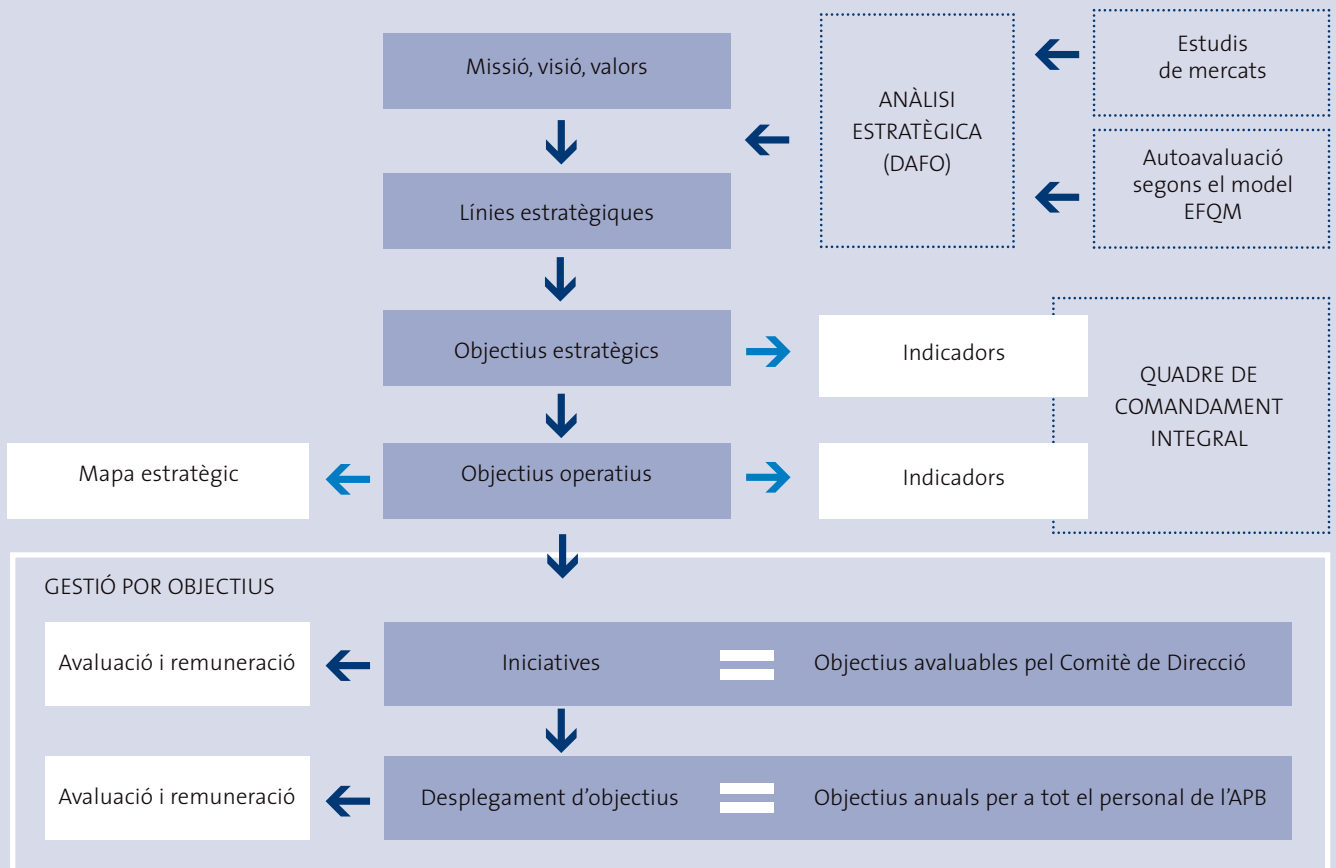 Missió, visió, valors
ANÀLISI
ESTRATÈGICA
(DAFO)
Estudis
de mercats
Autoavaluació
segons el model
EFQM
Línies estratègiques
Objectius estratègics
Indicadors
QUADRE DE
COMANDAMENT
INTEGRAL
Mapa estratègic
Objectius operatius
Indicadors
GESTIÓ POR OBJECTIUS
Avaluació i remuneració
Iniciatives
Objectius avaluables pel Comitè de Direcció
Avaluació i remuneració
Desplegament d’objectius
Objectius anuals per a tot el personal de l’APB